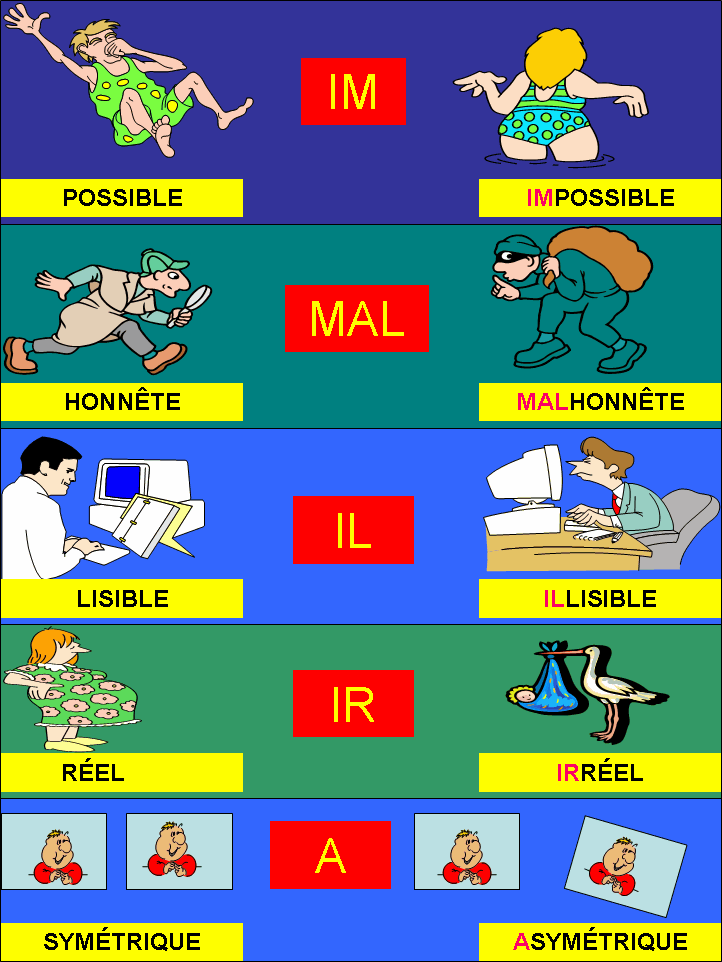 IM
POSSIBLE
IMPOSSIBLE
MAL
HONNÊTE
MALHONNÊTE
IL
LISIBLE
ILLISIBLE
IR
RÉEL
IRRÉEL
A
SYMÉTRIQUE
ASYMÉTRIQUE